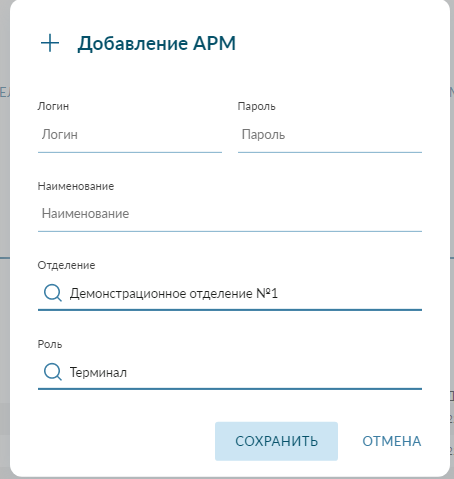 Добавление АРМ
Логин Пароль
Логин Пароль
Наименование
Наименование
Отделение
Демонстрационное отделение №1
Роль
Терминал
СОХРАНИТЬ ОТМЕНА